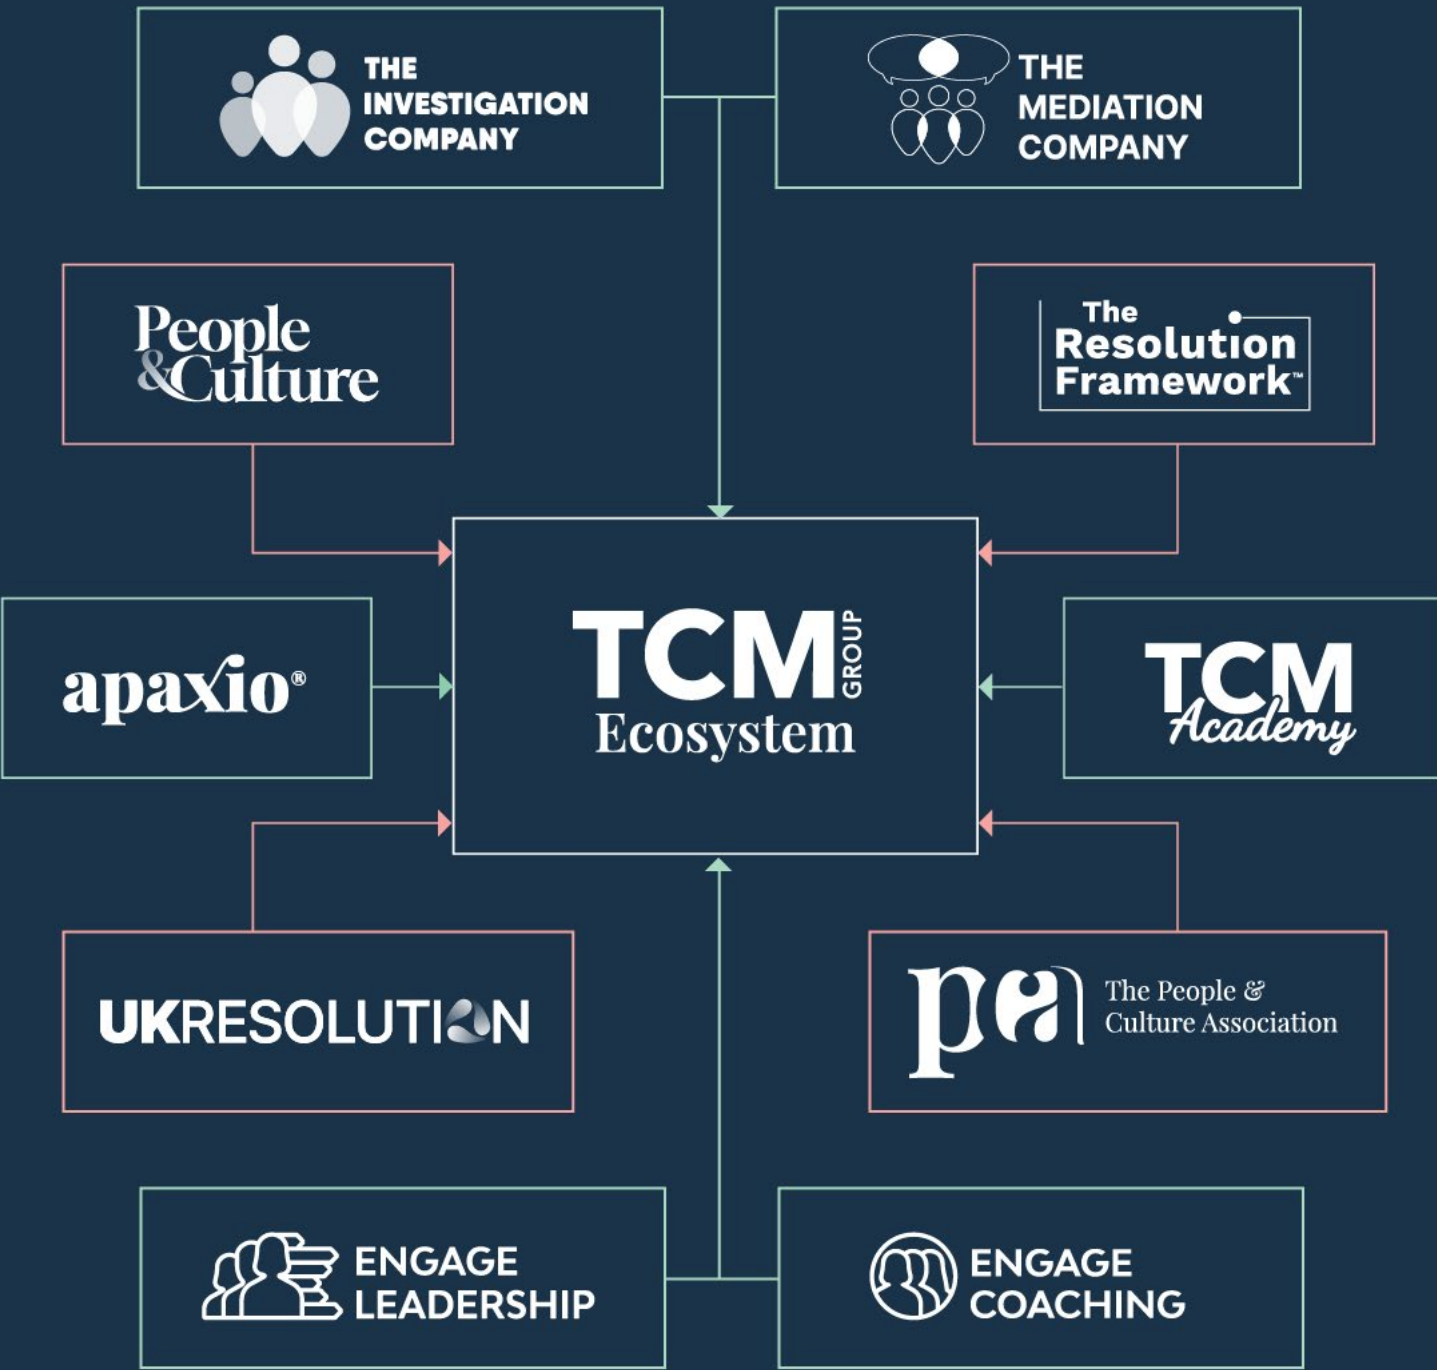 THE
INVESTIGATION
COMPANY
THE
MEDIATION
COMPANY
People
&Culture
The
Resolution
Framework™
TCM GROUP
Ecosystem
apaxio®
TCM
Academy
UKRESOLUTION
pca
The People &
Culture Association
ENGAGE
LEADERSHIP
ENGAGE
COACHING